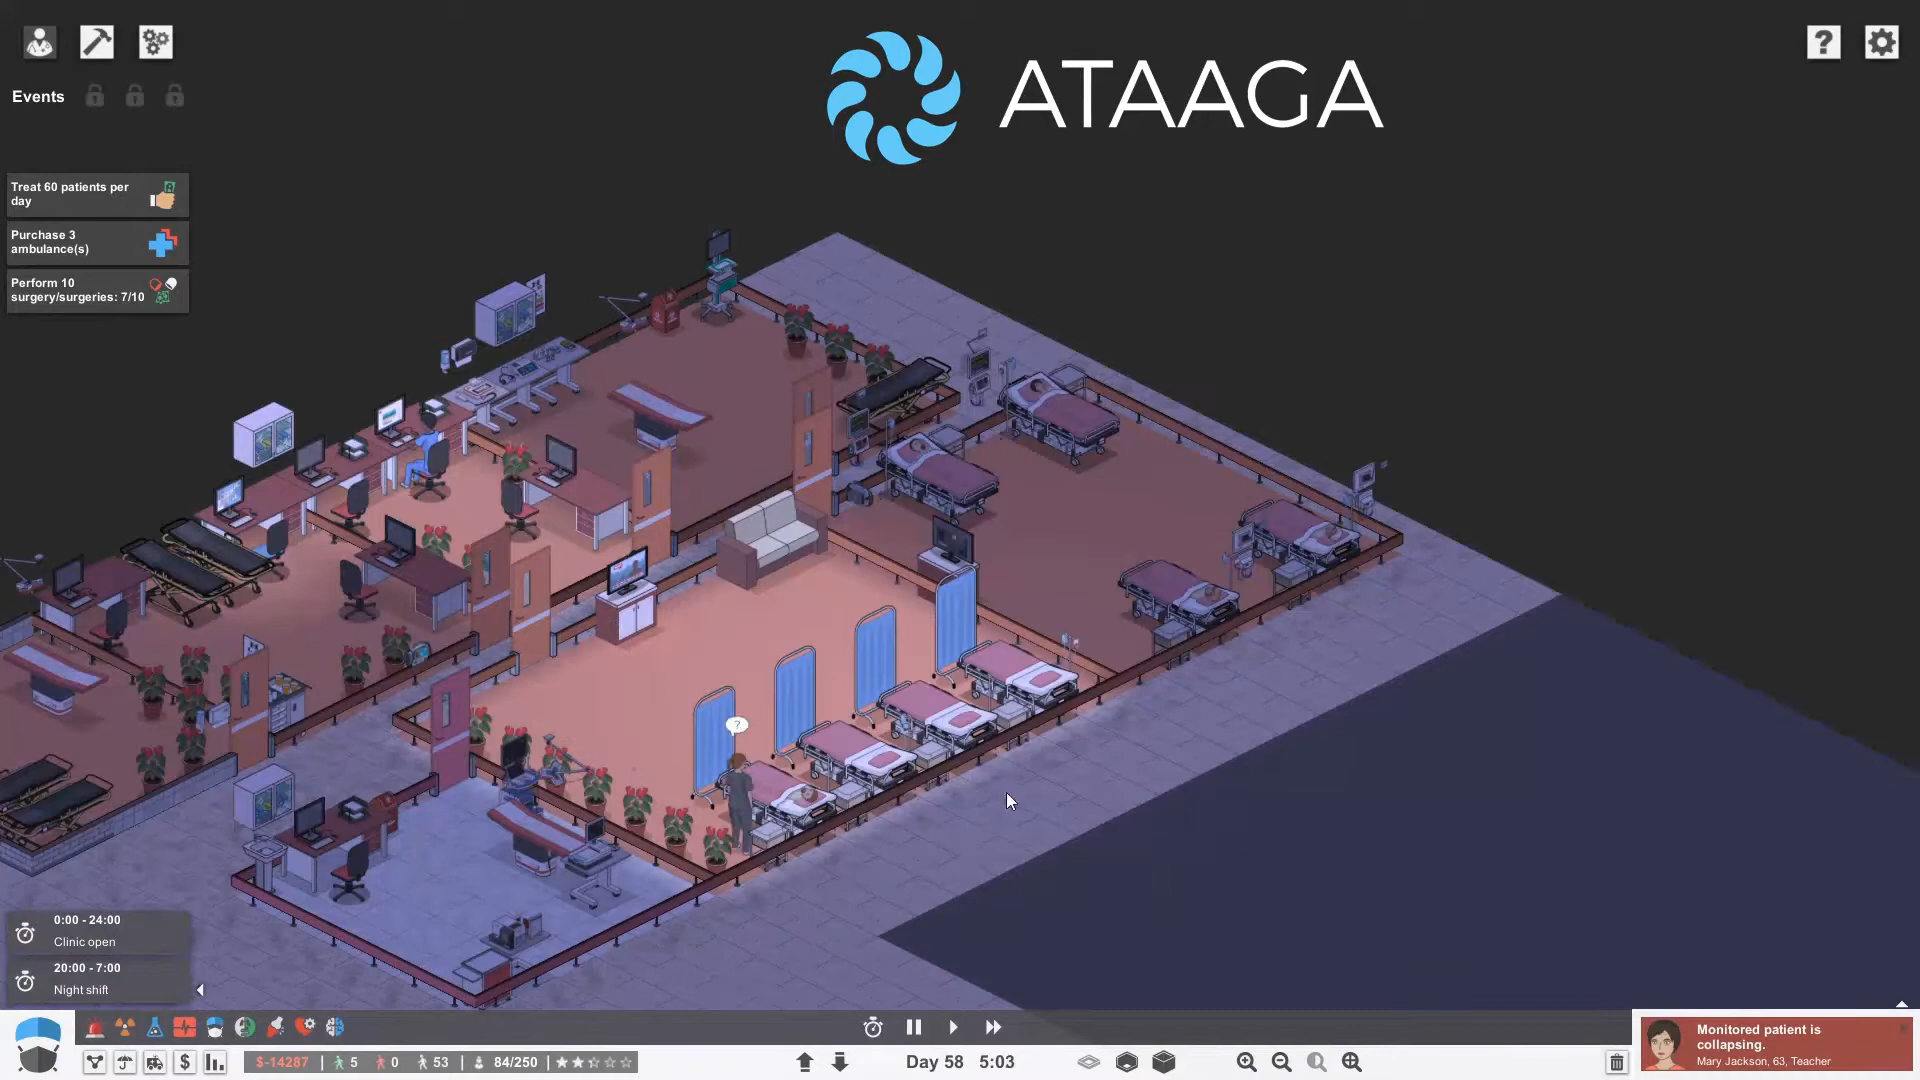 ATAAGA
Events
Treat 60 patients per
day
Purchase 3
ambulance(s)
Perform 10
surgery/surgeries: 7/10
0:00 - 24:00
Clinic open
20:00 - 7:00
Night shift
$-14287 | 5 | 0 | 53 | 84/250
Day 58 5:03
Monitored patient is
collapsing.
Mary Jackson, 63, Teacher